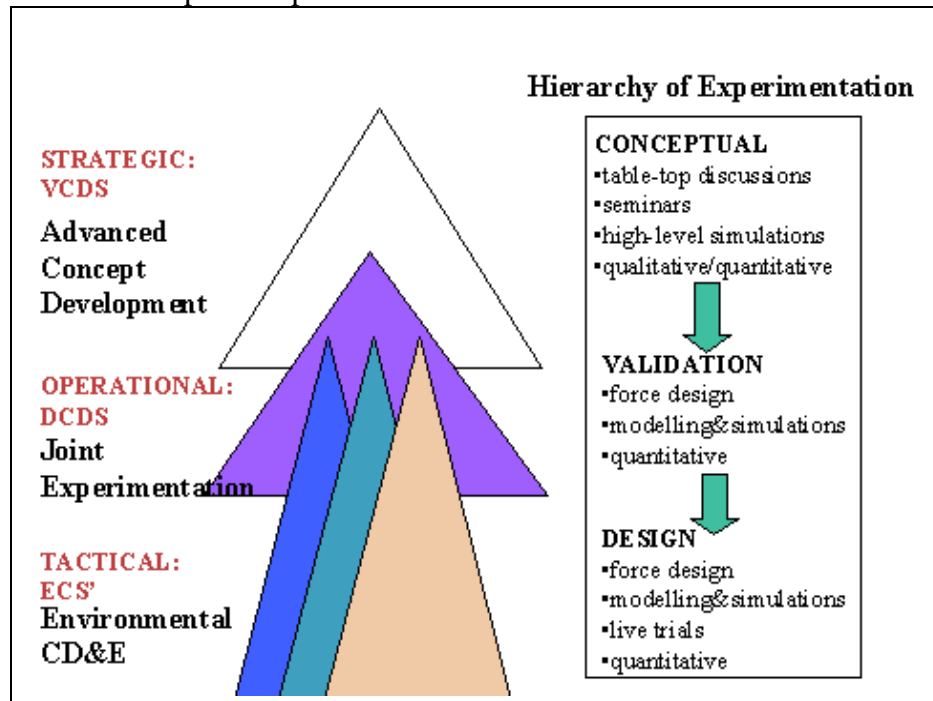 Hierarchy of Experimentation
STRATEGIC:
VCDS
Advanced
Concept
Development
OPERATIONAL:
DCDS
Joint
Experimentation
TACTICAL:
ECS’
Environmental
CD&E
CONCEPTUAL
▪table-top discussions
▪seminars
▪high-level simulations
▪qualitative/quantitative
VALIDATION
▪force design
▪modelling&simulations
▪quantitative
DESIGN
▪force design
▪modelling&simulations
▪live trials
▪quantitative